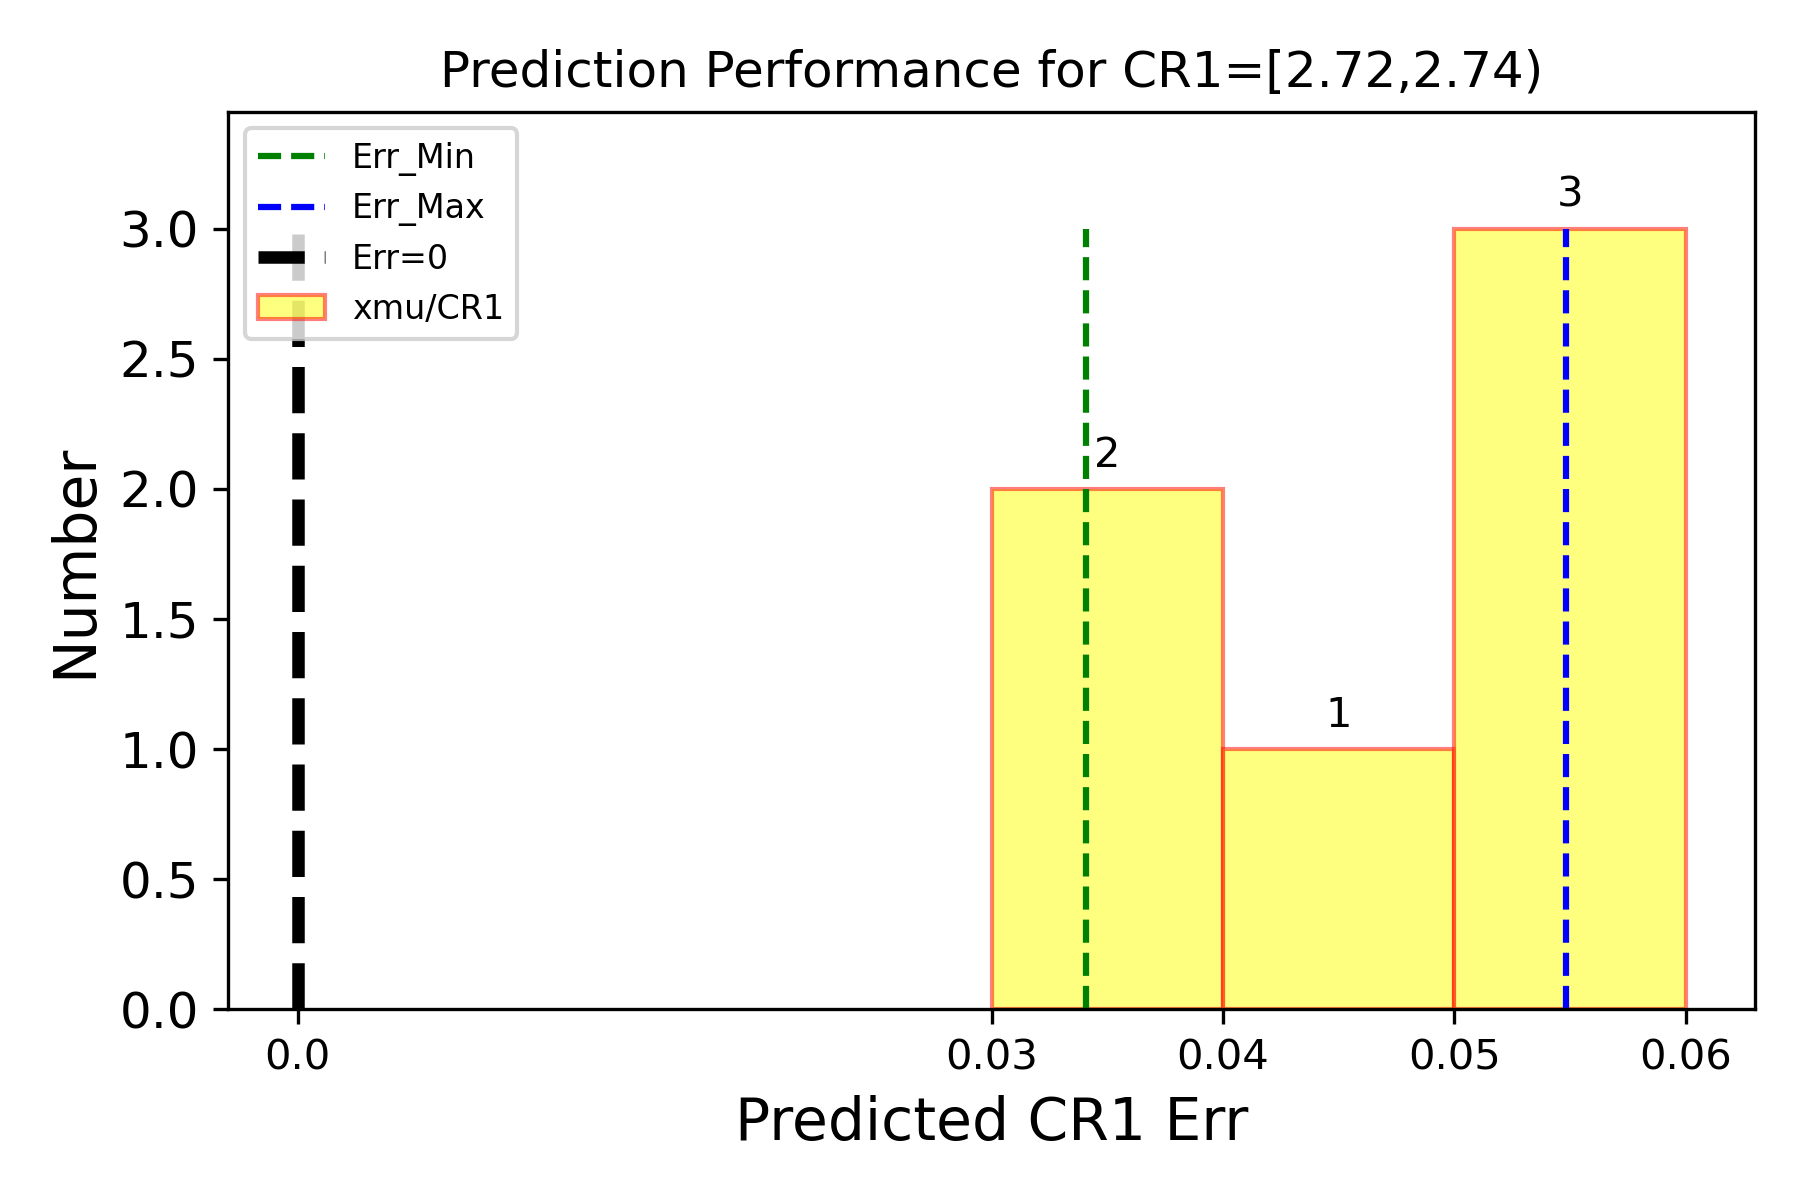 Prediction Performance for CR1=[2.72,2.74)
Err_Min
Err_Max
Err=0
xmu/CR1
3
2
1
Number
3.0
2.5
2.0
1.5
1.0
0.5
0.0
0.0 0.03 0.04 0.05 0.06
Predicted CR1 Err